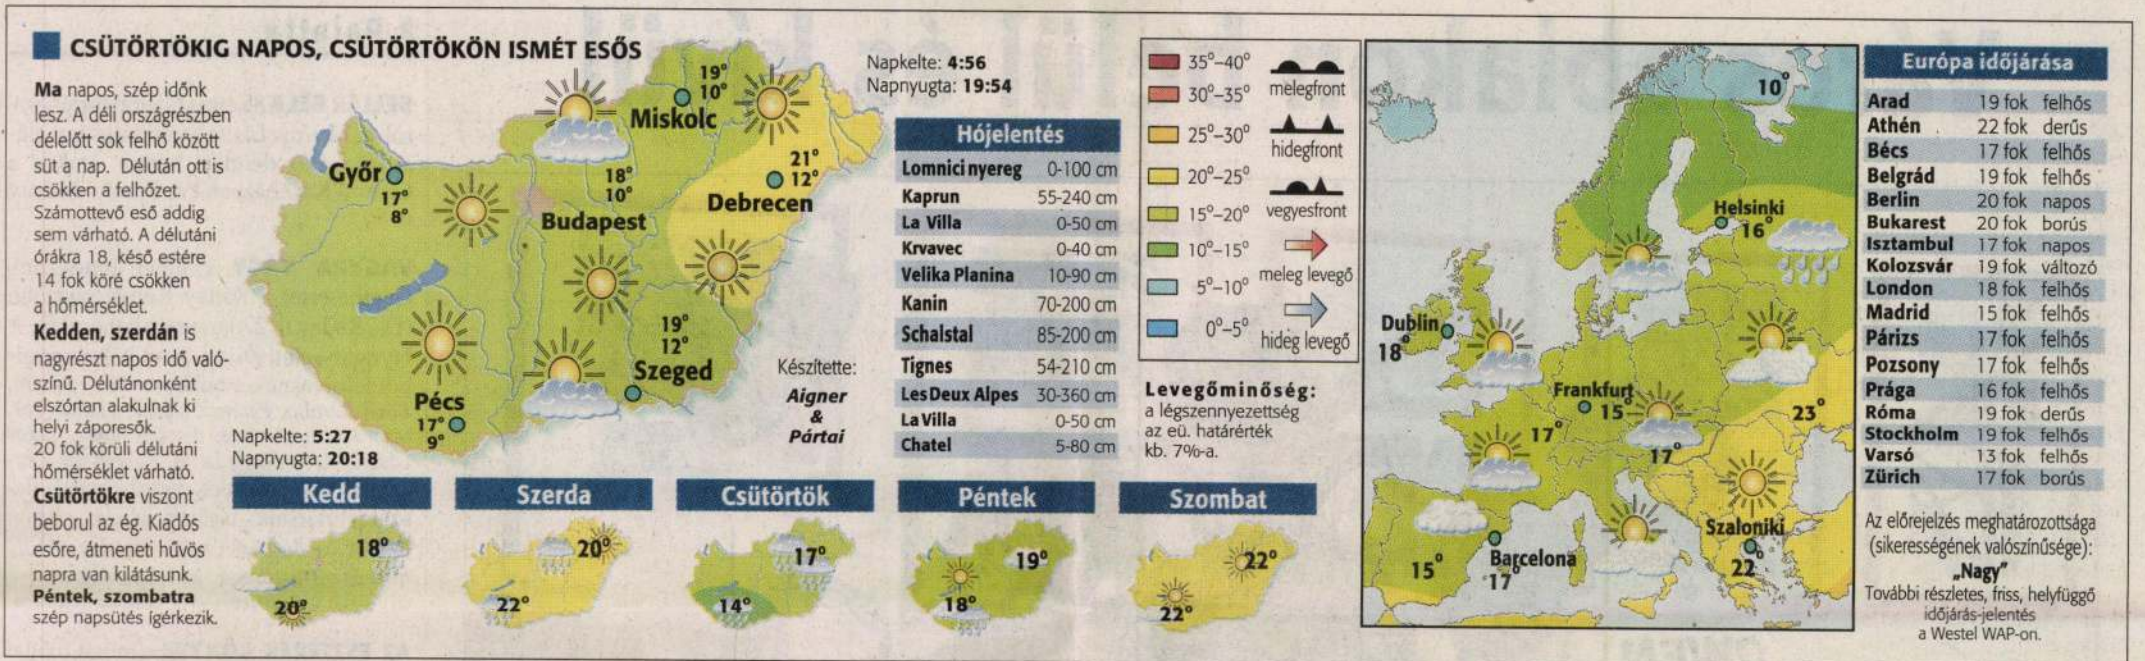 CSÜTÖRTÖKIG NAPOS, CSÜTÖRTÖKÖN ISMÉT ESŐS
Ma napos, szép időnk
lesz. A déli országrészben
délelőtt sok felhő között
süt a nap. Délután ott is
csökken a felhőzet.
Számottevő eső addig
sem várható. A délutáni
órákra 18, késő estére
14 fok köré csökken
a hőmérséklet.
Kedden, szerdán is
nagyrészt napos idő való-
színű. Délutánonként
elszórtan alakulnak ki
helyi záporesők.
20 fok körüli délutáni
hőmérséklet várható.
Csütörtökre viszont
beborul az ég. Kiadós
esőre, átmeneti hűvös
napra van kilátásunk.
Péntek, szombatra
szép napsütés ígérkezik.
Győr
17°
8°
19°
10°
Miskolc
18°
10°
Budapest
21°
12°
Debrecen
19°
12°
Szeged
Pécs
17°
9°
Napkelte: 4:56
Napnyugta: 19:54
Napkelte: 5:27
Napnyugta: 20:18
Készítette:
Aigner
&
Pártai
Hójelentés
Lomnici nyereg 0-100 cm
Kaprun 55-240 cm
La Villa 0-50 cm
Krvavec 0-40 cm
Velika Planina 10-90 cm
Kanin 70-200 cm
Schalstal 85-200 cm
Tignes 54-210 cm
Les Deux Alpes 30-360 cm
La Villa 0-50 cm
Chatel 5-80 cm
Kedd
18°
20°
Szerda
20°
22°
Csütörtök
17°
14°
Péntek
19°
18°
Szombat
22°
22°
35°–40°
30°–35°
25°–30°
20°–25°
15°–20°
10°–15°
5°–10°
0°–5°
melegfront
hidegfront
vegyesfront
meleg levegő
hideg levegő
Levegőminőség:
a légszennyezettség
az eü. határérték
kb. 7%-a.
10°
Helsinki
16°
Dublin
18°
Frankfurt
15°
17°
17°
23°
Szaloniki
22°
Barcelona
17°
15°
Európa időjárása
Arad 19 fok felhős
Athén 22 fok derűs
Bécs 17 fok felhős
Belgrád 19 fok felhős
Berlin 20 fok napos
Bukarest 20 fok borús
Isztambul 17 fok napos
Kolozsvár 19 fok változó
London 18 fok felhős
Madrid 15 fok felhős
Párizs 17 fok felhős
Pozsony 17 fok felhős
Prága 16 fok felhős
Róma 19 fok derűs
Stockholm 19 fok felhős
Varsó 13 fok felhős
Zürich 17 fok borús
Az előrejelzés meghatározottsága
(sikerességének valószínűsége):
„Nagy"
További részletes, friss, helyfüggő
időjárás-jelentés
a Westel WAP-on.